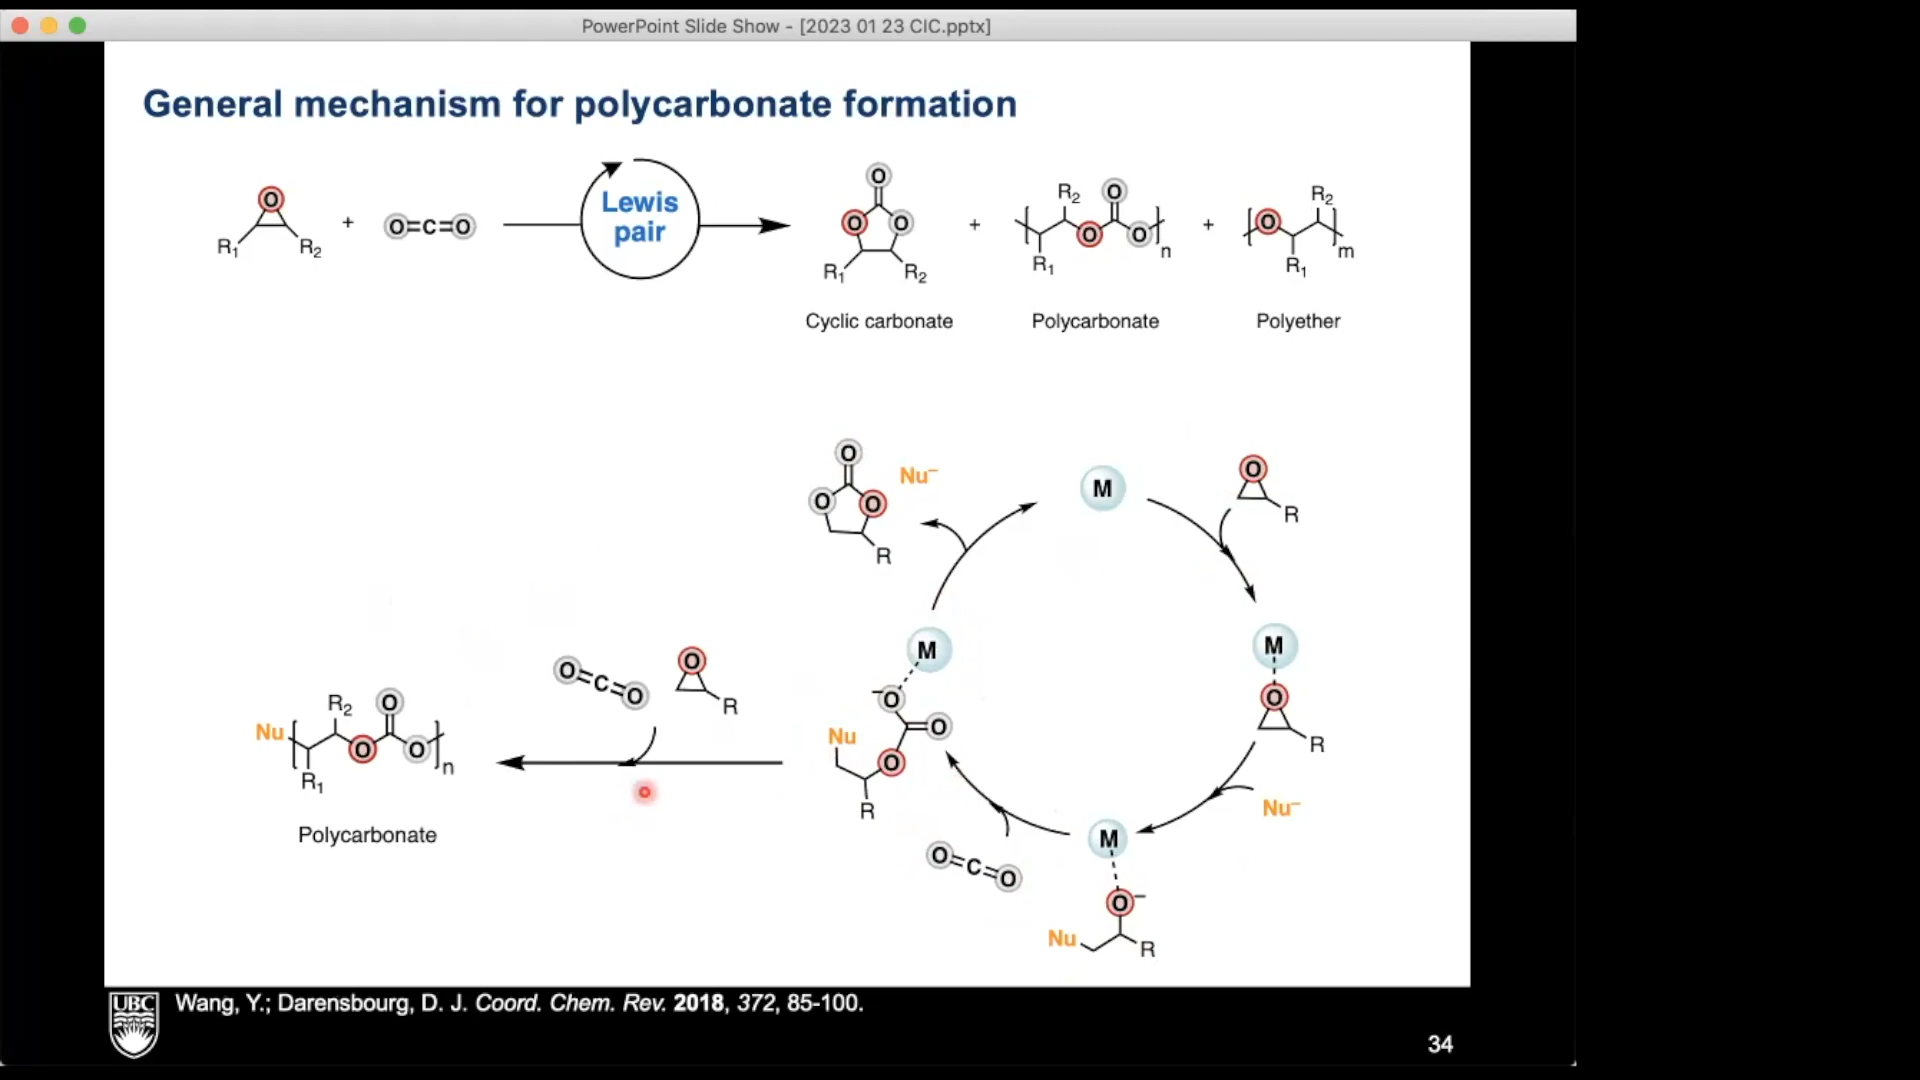 PowerPoint Slide Show - [2023 01 23 CIC.pptx]
General mechanism for polycarbonate formation
O
R₁
R₂
+
O=C=O
Lewis
pair
O
O
O
R₁
R₂
Cyclic carbonate
+
R₂
O
O
O
n
R₁
Polycarbonate
+
R₂
O
m
R₁
Polyether
O
O
O
R
Nu⁻
M
O
R
M
O
R
Nu⁻
M
O⁻
Nu
R
O=C=O
M
⁻O
O
Nu
O
R
O=C=O
O
R
Nu
R₂
O
O
O
n
R₁
Polycarbonate
UBC
Wang, Y.; Darensbourg, D. J. Coord. Chem. Rev. 2018, 372, 85-100.
34